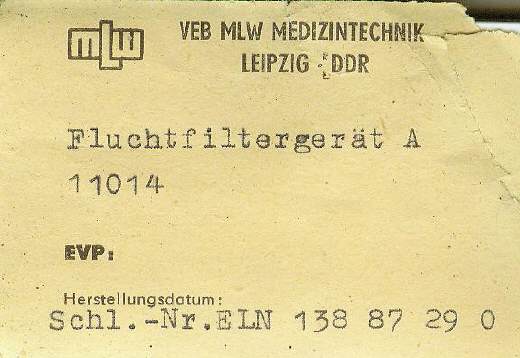 mlw
VEB MLW MEDIZINTECHNIK
LEIPZIG - DDR
Fluchtfiltergerät A
11014
EVP:
Herstellungsdatum:
Schl.-Nr.ELN 138 87 29 0